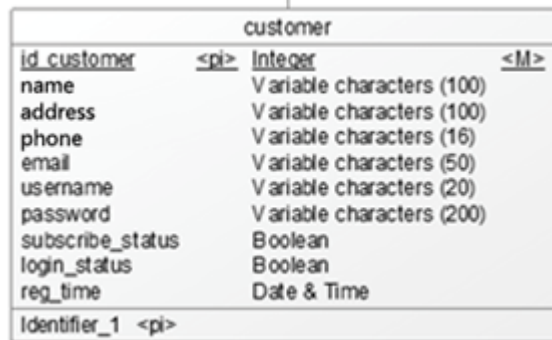 customer
id_customer <pi> Integer <M>
name Variable characters (100)
address Variable characters (100)
phone Variable characters (16)
email Variable characters (50)
username Variable characters (20)
password Variable characters (200)
subscribe_status Boolean
login_status Boolean
reg_time Date & Time
Identifier_1 <pi>